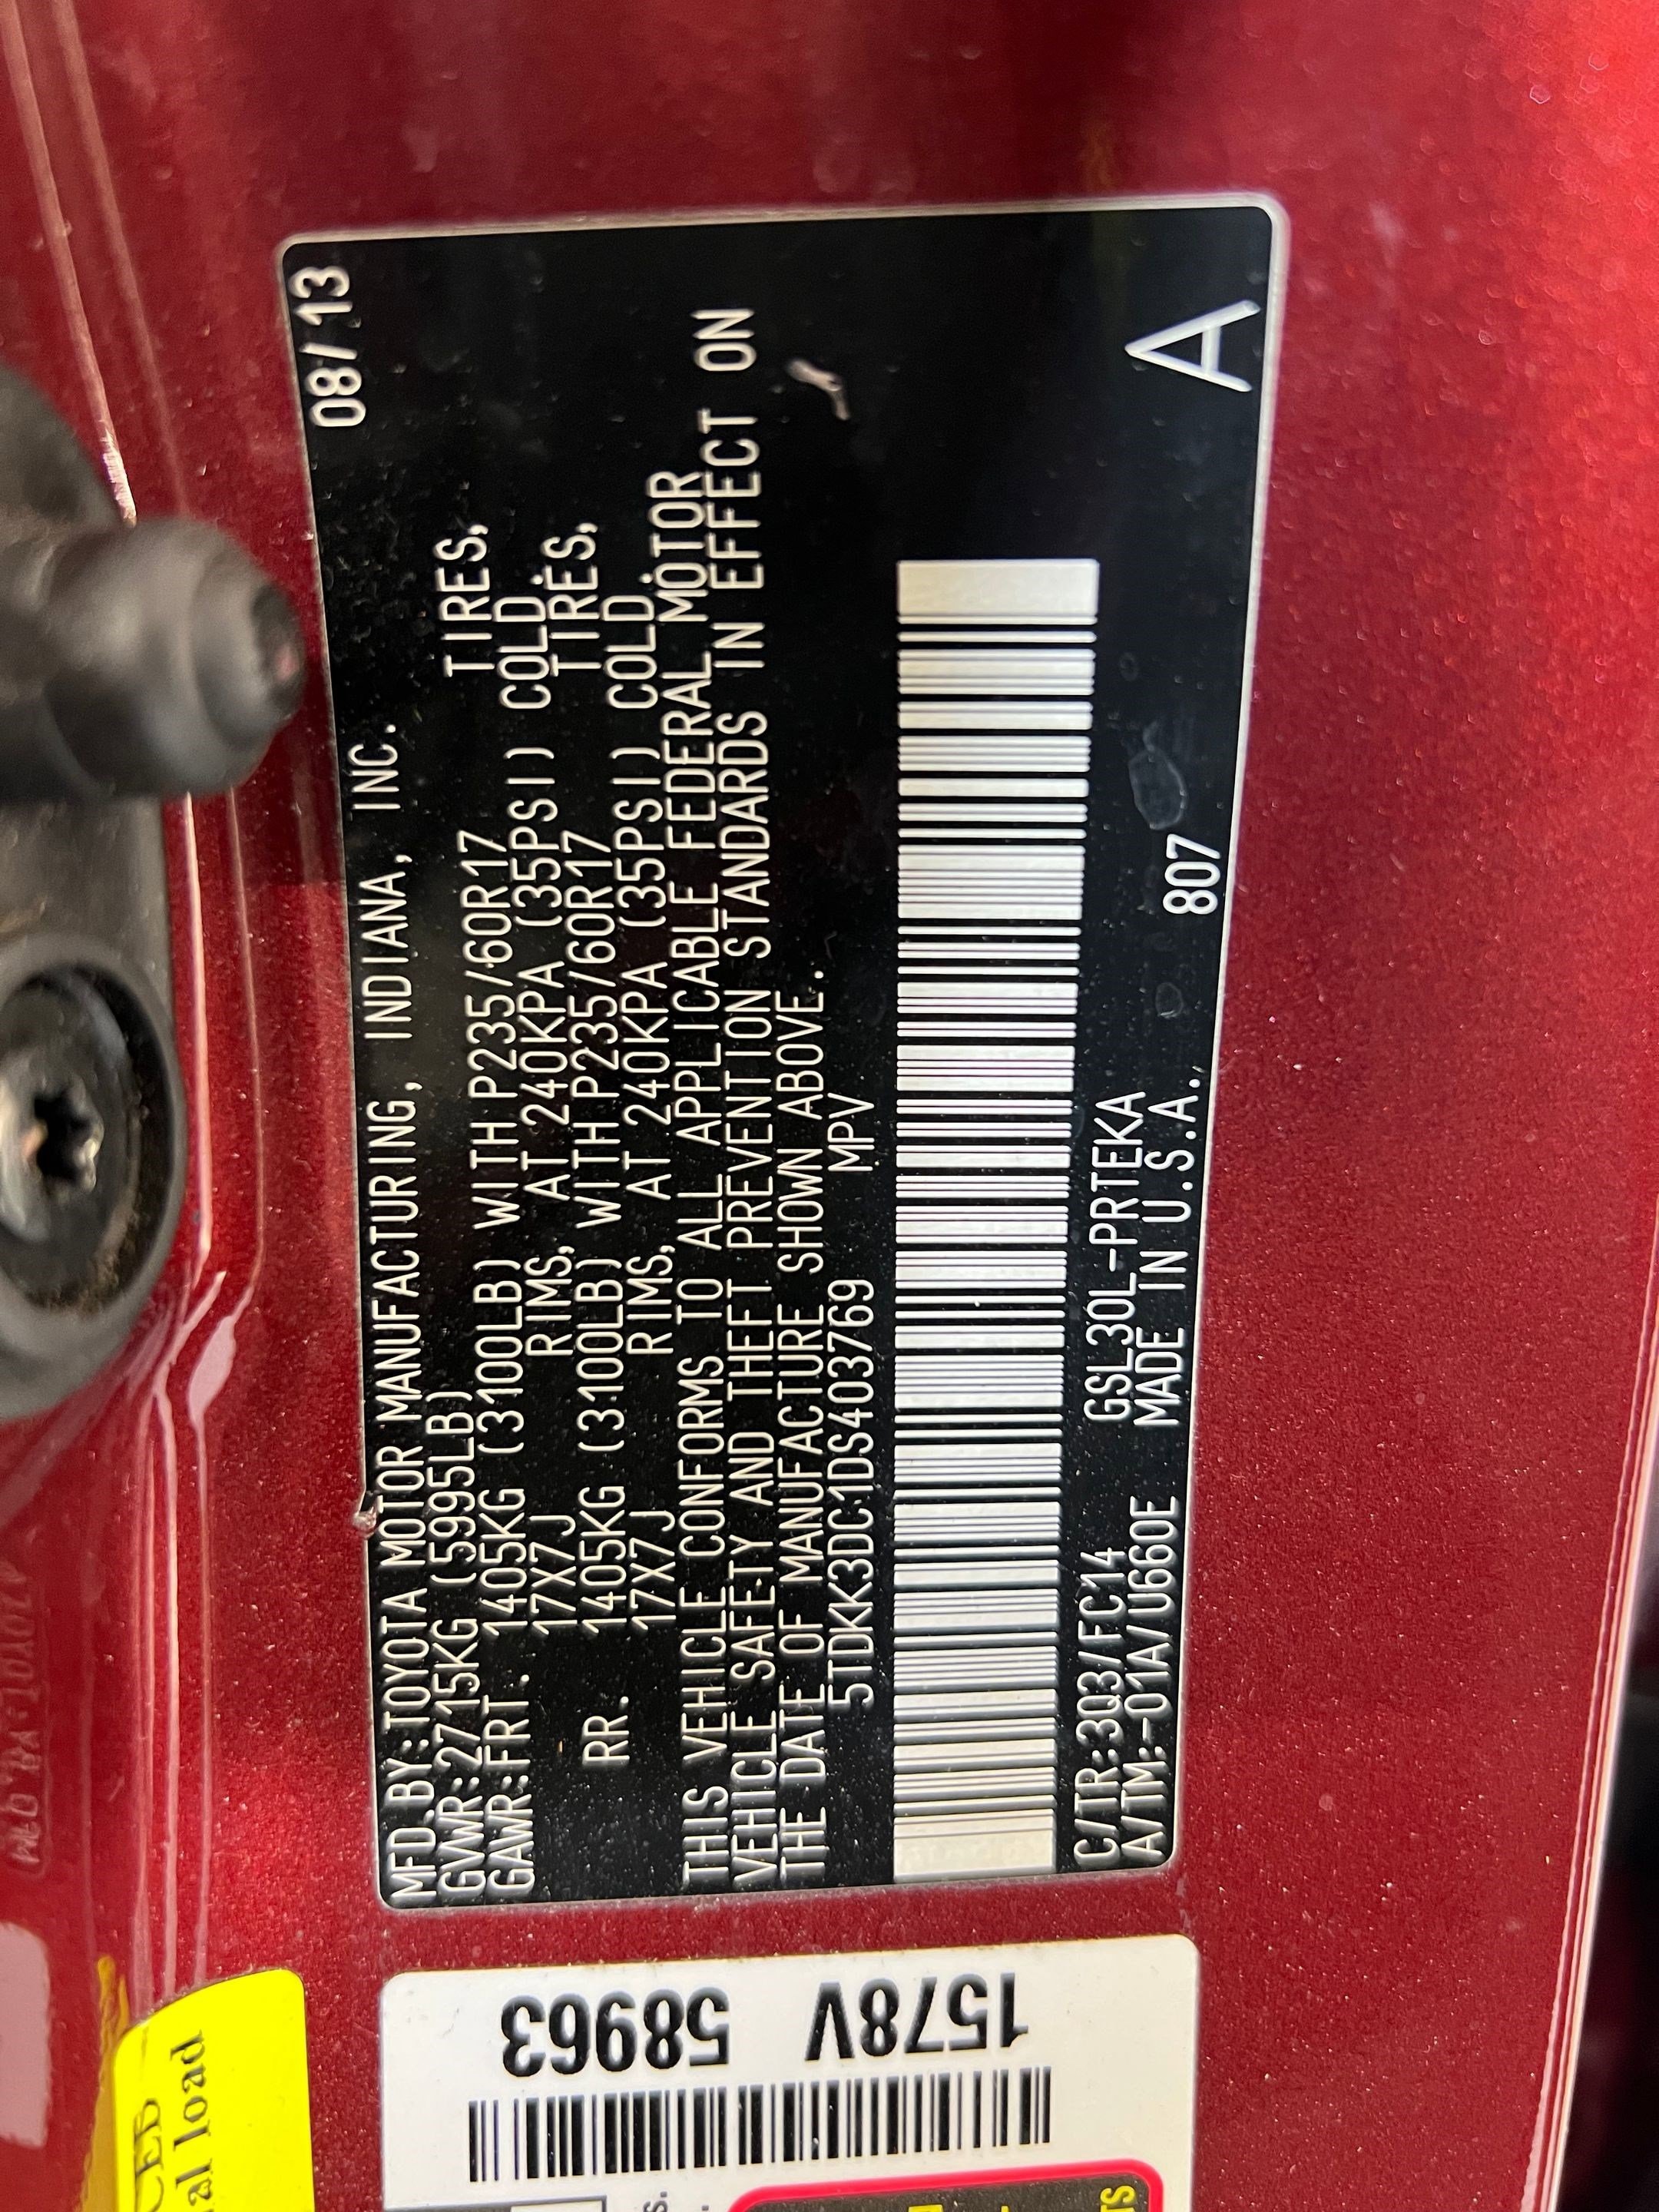 MFD.BY:TOYOTA MOTOR MANUFACTURING, INDIANA, INC. 08/13
GVWR:2715KG (5995LB)
GAWR:FRT. 1405KG (3100LB) WITH P235/60R17 TIRES,
17X7J RIMS, AT 240KPA (35PSI) COLD.
RR. 1405KG (3100LB) WITH P235/60R17 TIRES,
17X7J RIMS, AT 240KPA (35PSI) COLD.
THIS VEHICLE CONFORMS TO ALL APPLICABLE FEDERAL MOTOR
VEHICLE SAFETY AND THEFT PREVENTION STANDARDS IN EFFECT ON
THE DATE OF MANUFACTURE SHOWN ABOVE.
5TDKK3DC1DS403769 MPV
C/TR:3Q3/FC14 GSL30L-PRTEKA
A/TM:-01A/U660E MADE IN U.S.A. 807 A
1578V 58963
al load